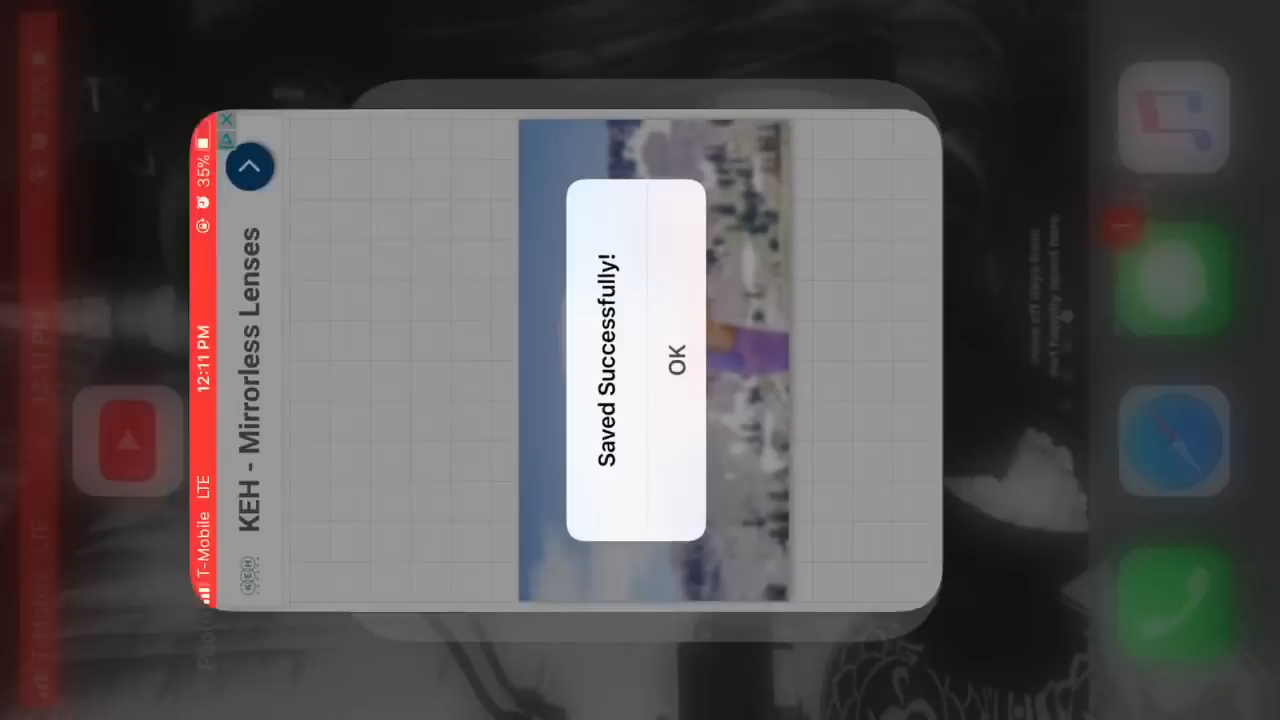 T-Mobile LTE 12:11 PM 35%
KEH - Mirrorless Lenses
Saved Successfully!
OK